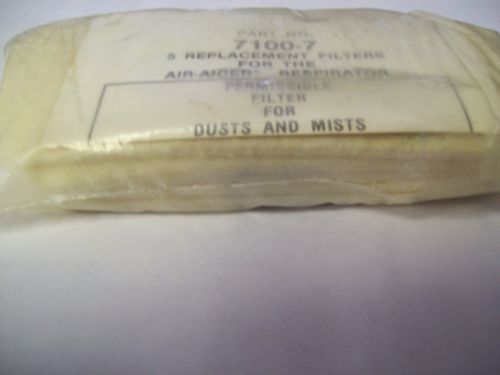 PART NO.
7100-7
5 REPLACEMENT FILTERS
FOR THE
AIR-AIDER® RESPIRATOR
PERMISSIBLE
FILTER
FOR
DUSTS AND MISTS